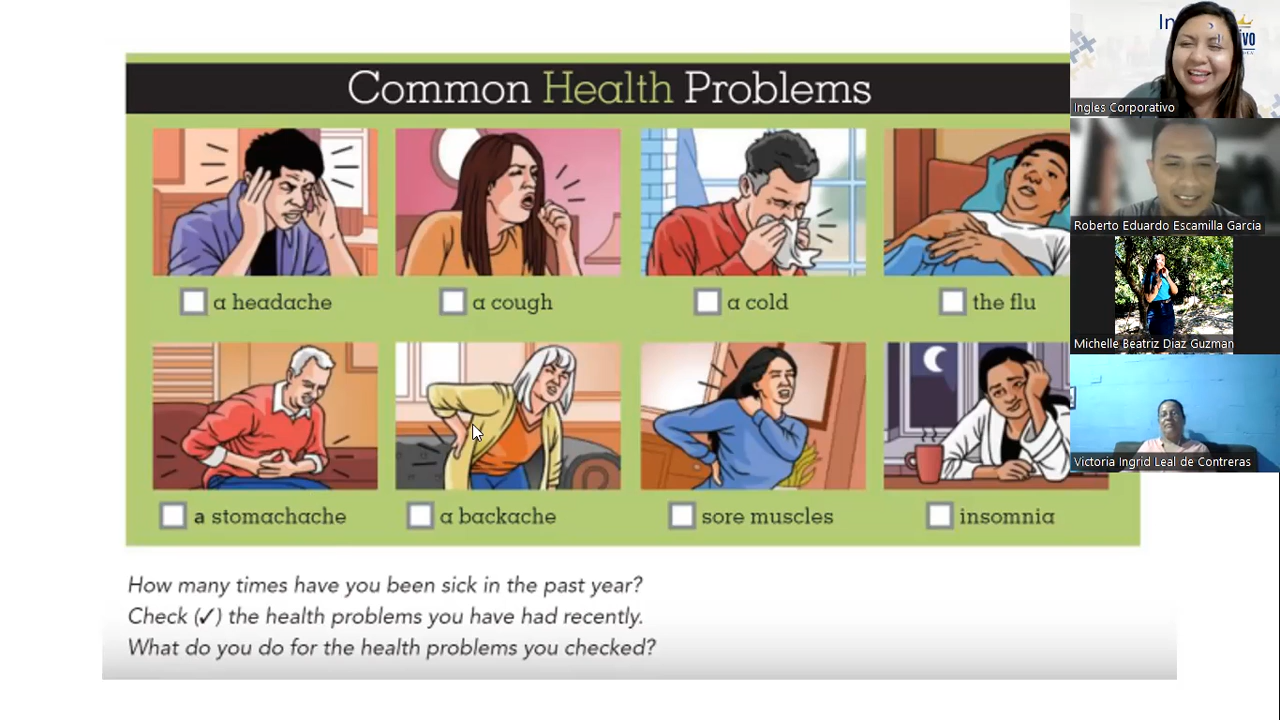 Common Health Problems
a headache
a cough
a cold
the flu
a stomachache
a backache
sore muscles
insomnia
How many times have you been sick in the past year?
Check (✓) the health problems you have had recently.
What do you do for the health problems you checked?
In
ivo
Ingles Corporativo
Roberto Eduardo Escamilla Garcia
Michelle Beatriz Diaz Guzman
Victoria Ingrid Leal de Contreras